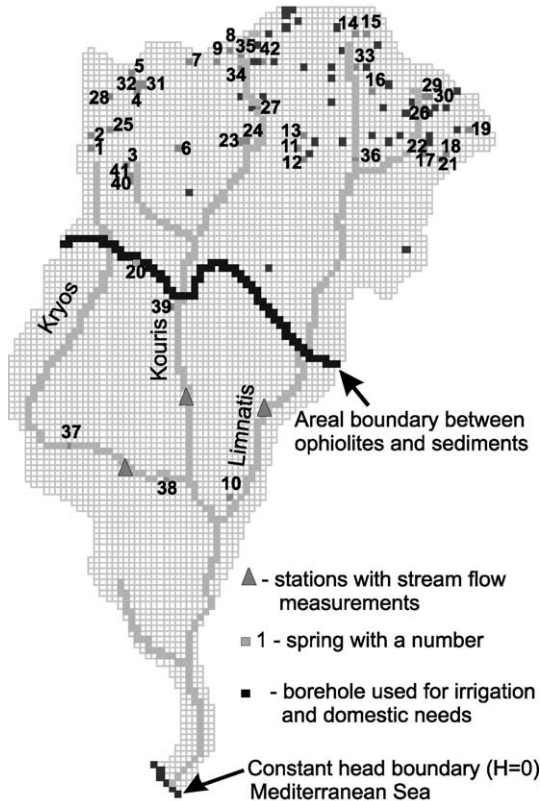 8
14 15
9 35 42
5 7
34 33
32 31
16
28 4
29
30
27
26
25
2
23 24 13
19
1
3 6
11
22 18
12
36 17 21
41
40
20
39
Kryos
Kouris
Limnatis
Areal boundary between
ophiolites and sediments
37
38
10
- stations with stream flow
measurements
1 - spring with a number
- borehole used for irrigation
and domestic needs
Constant head boundary (H=0)
Mediterranean Sea